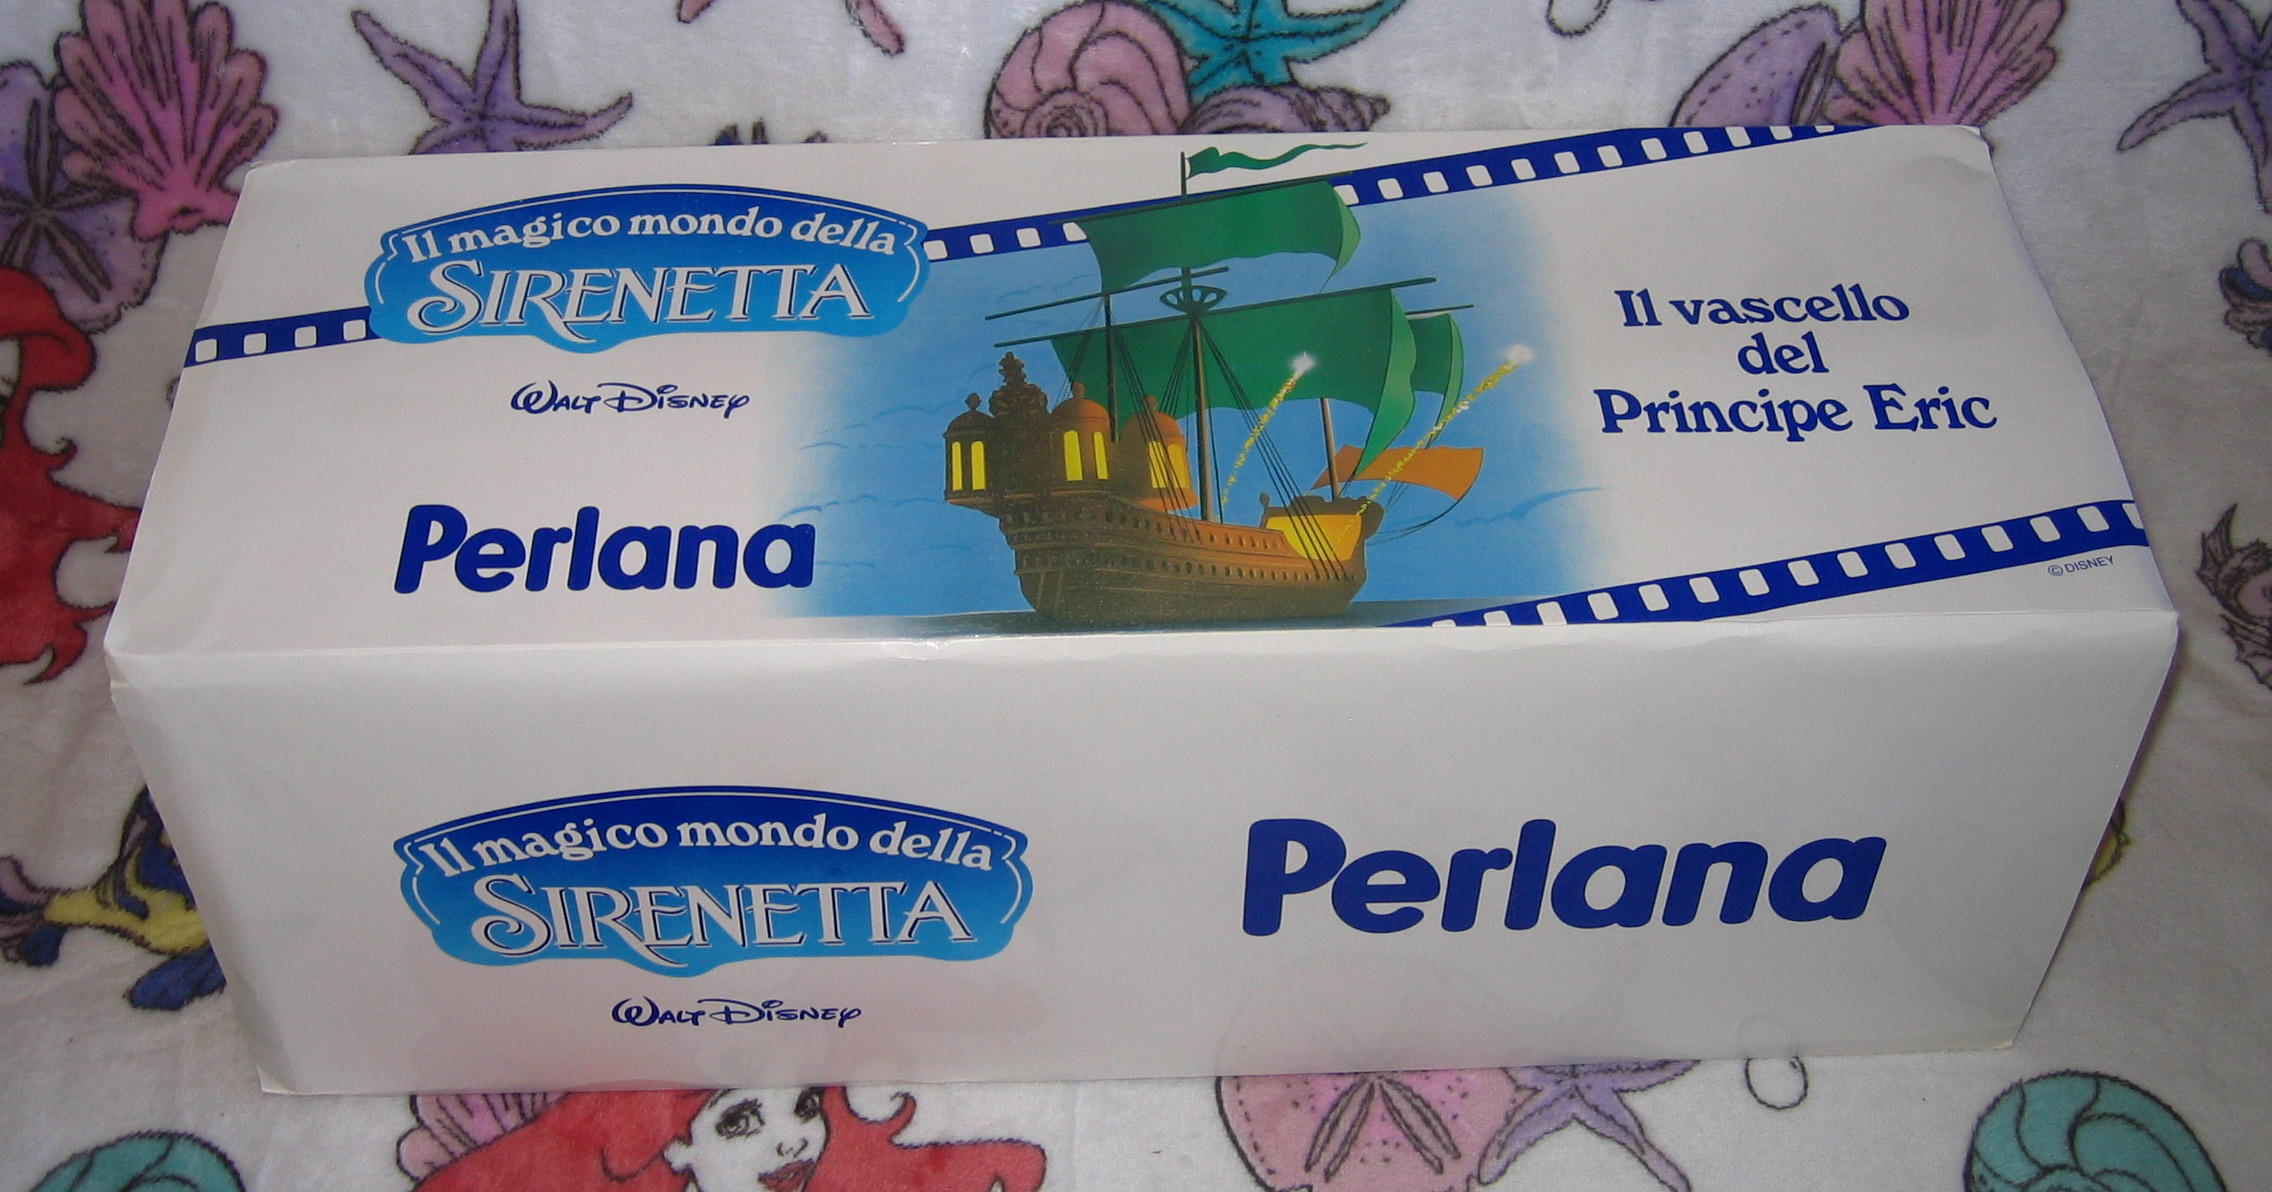 Il magico mondo della
SIRENETTA
WALT DISNEY
Perlana
Il vascello
del
Principe Eric
© DISNEY
Il magico mondo della
SIRENETTA
WALT DISNEY
Perlana